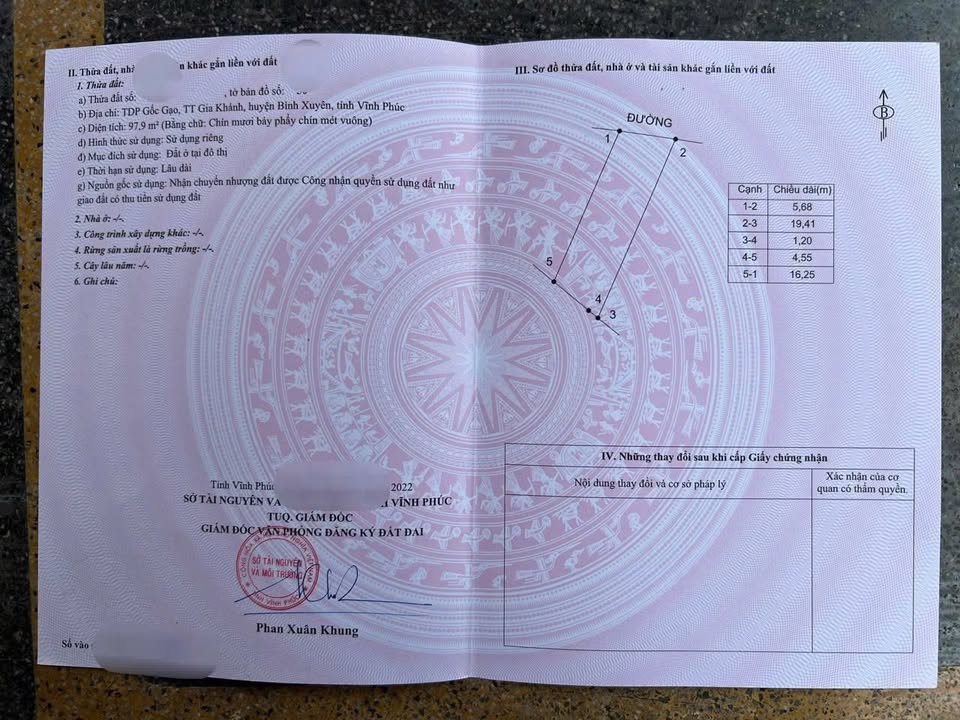 II. Thửa đất, nhà n khác gắn liền với đất
1. Thửa đất:
a) Thửa đất số: , tờ bản đồ số:
b) Địa chỉ: TDP Gốc Gạo, TT Gia Khánh, huyện Bình Xuyên, tỉnh Vĩnh Phúc
c) Diện tích: 97,9 m² (Bằng chữ: Chín mươi bảy phẩy chín mét vuông)
d) Hình thức sử dụng: Sử dụng riêng
đ) Mục đích sử dụng: Đất ở tại đô thị
e) Thời hạn sử dụng: Lâu dài
g) Nguồn gốc sử dụng: Nhận chuyển nhượng đất được Công nhận quyền sử dụng đất như
giao đất có thu tiền sử dụng đất
2. Nhà ở: -/-.
3. Công trình xây dựng khác: -/-.
4. Rừng sản xuất là rừng trồng: -/-.
5. Cây lâu năm: -/-.
6. Ghi chú:
Tỉnh Vĩnh Phúc 2022
SỞ TÀI NGUYÊN VÀ VĨNH PHÚC
TUQ. GIÁM ĐỐC
GIÁM ĐỐC VĂN PHÒNG ĐĂNG KÝ ĐẤT ĐAI
SỞ TÀI NGUYÊN
VÀ MÔI TRƯỜNG
TỈNH VĨNH PHÚC
Phan Xuân Khung
Số vào
III. Sơ đồ thửa đất, nhà ở và tài sản khác gắn liền với đất
B
ĐƯỜNG
1
2
5
4
3
Cạnh Chiều dài(m)
1-2 5,68
2-3 19,41
3-4 1,20
4-5 4,55
5-1 16,25
IV. Những thay đổi sau khi cấp Giấy chứng nhận
Nội dung thay đổi và cơ sở pháp lý
Xác nhận của cơ
quan có thẩm quyền.